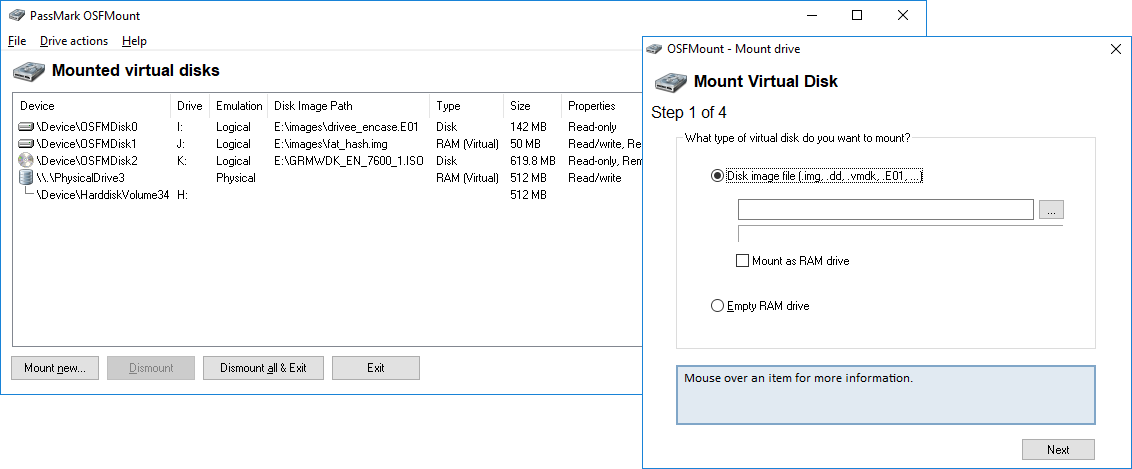 PassMark OSFMount
File Drive actions Help
Mounted virtual disks
Device Drive Emulation Disk Image Path Type Size Properties
\Device\OSFMDisk0 I: Logical E:\images\drivee_encase.E01 Disk 142 MB Read-only
\Device\OSFMDisk1 J: Logical E:\images\fat_hash.img RAM (Virtual) 50 MB Read/write, Re
\Device\OSFMDisk2 K: Logical E:\GRMWDK_EN_7600_1.ISO Disk 619.8 MB Read-only, Rem
\\.\PhysicalDrive3 Physical RAM (Virtual) 512 MB Read/write
\Device\HarddiskVolume34 H: 512 MB
Mount new... Dismount Dismount all & Exit Exit
OSFMount - Mount drive
Mount Virtual Disk
Step 1 of 4
What type of virtual disk do you want to mount?
Disk image file (.img, .dd, .vmdk, .E01, ...)
...
Mount as RAM drive
Empty RAM drive
Mouse over an item for more information.
Next